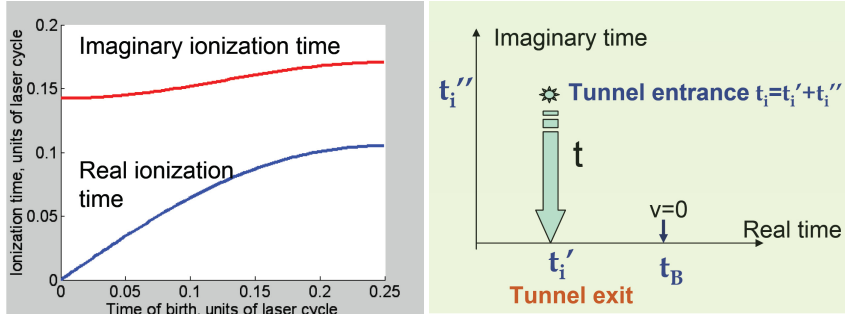 0.2
0.15
0.1
0.05
0
Ionization time, units of laser cycle
Imaginary ionization time
Real ionization
time
0
0.05
0.1
0.15
0.2
0.25
Time of birth, units of laser cycle
Imaginary time
tᵢ′′
Tunnel entrance tᵢ=tᵢ′+tᵢ′′
t
v=0
Real time
tᵢ′
t_B
Tunnel exit